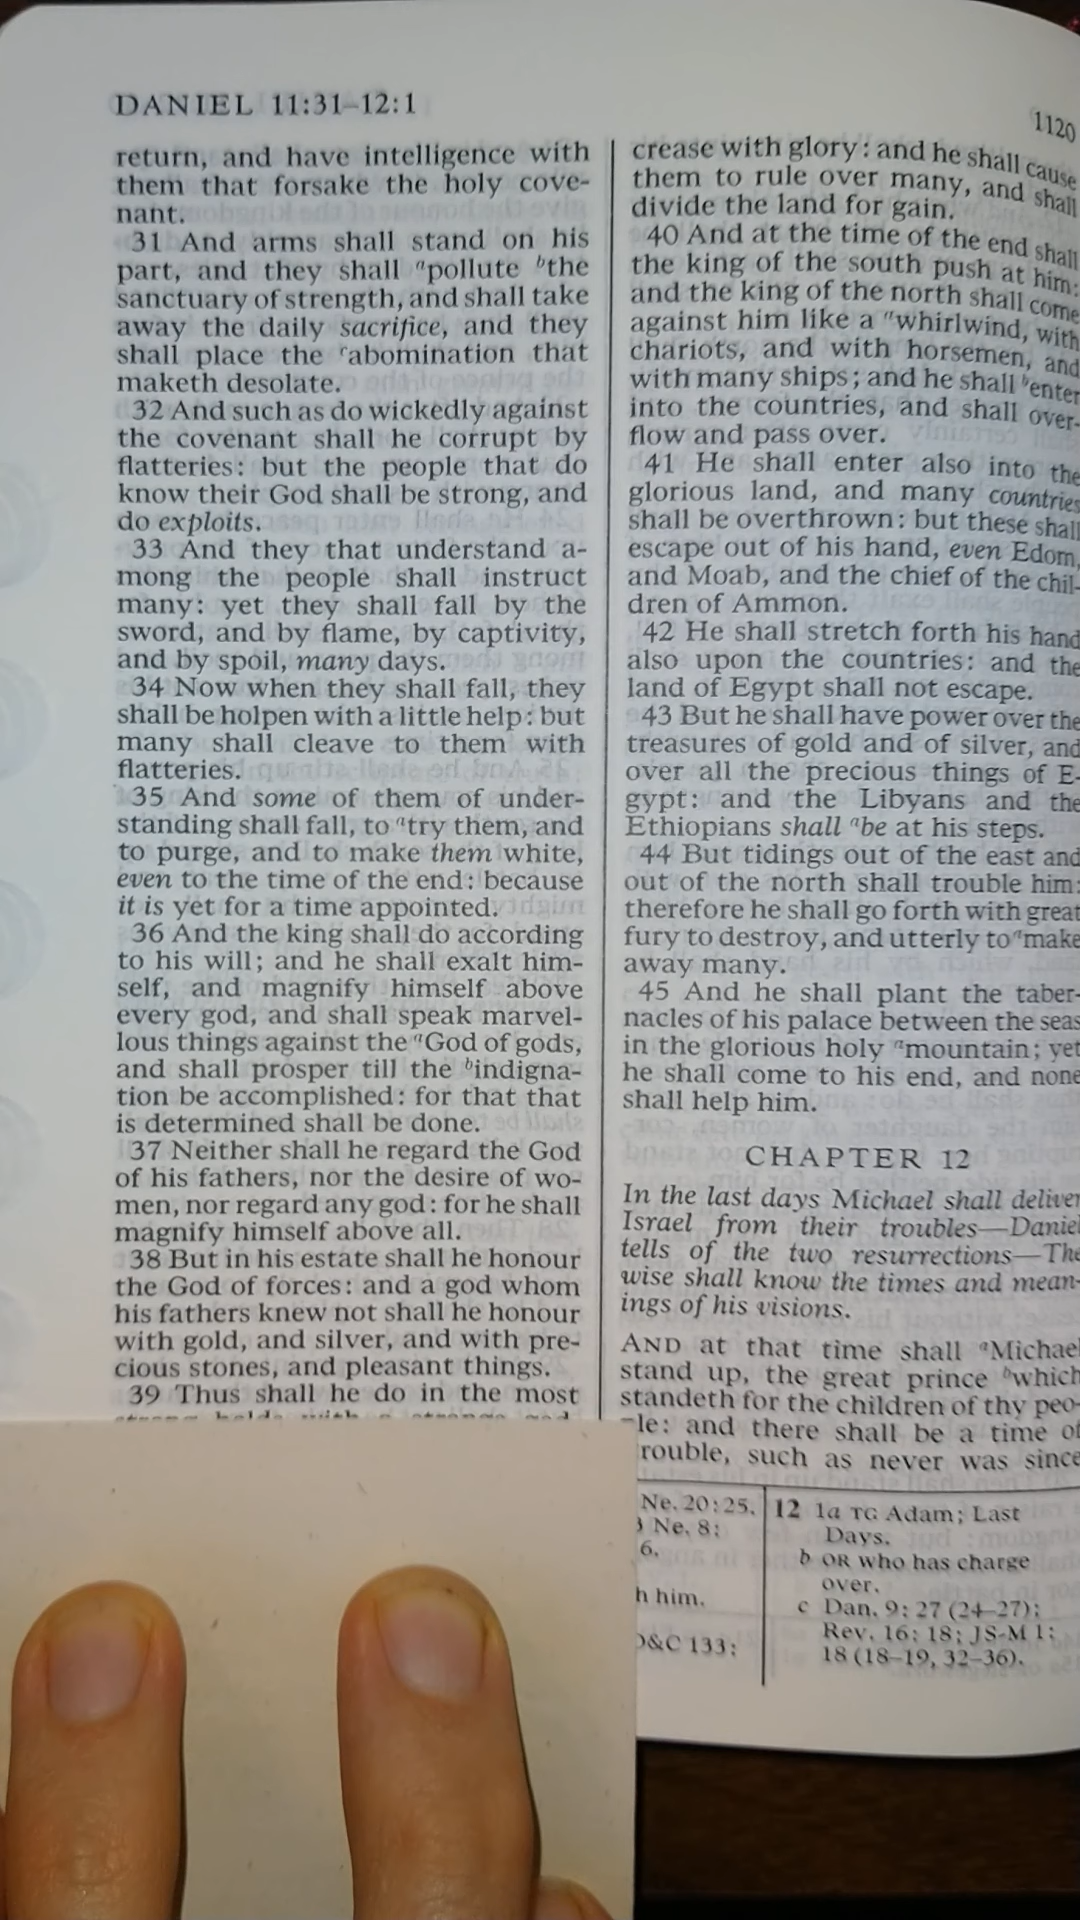 DANIEL 11:31–12:1
1120
return, and have intelligence with
them that forsake the holy cove-
nant.
31 And arms shall stand on his
part, and they shall ᵃpollute ᵇthe
sanctuary of strength, and shall take
away the daily sacrifice, and they
shall place the ᶜabomination that
maketh desolate.
32 And such as do wickedly against
the covenant shall he corrupt by
flatteries: but the people that do
know their God shall be strong, and
do exploits.
33 And they that understand a-
mong the people shall instruct
many: yet they shall fall by the
sword, and by flame, by captivity,
and by spoil, many days.
34 Now when they shall fall, they
shall be holpen with a little help: but
many shall cleave to them with
flatteries.
35 And some of them of under-
standing shall fall, to ᵃtry them, and
to purge, and to make them white,
even to the time of the end: because
it is yet for a time appointed.
36 And the king shall do according
to his will; and he shall exalt him-
self, and magnify himself above
every god, and shall speak marvel-
lous things against the ᵃGod of gods,
and shall prosper till the ᵇindigna-
tion be accomplished: for that that
is determined shall be done.
37 Neither shall he regard the God
of his fathers, nor the desire of wo-
men, nor regard any god: for he shall
magnify himself above all.
38 But in his estate shall he honour
the God of forces: and a god whom
his fathers knew not shall he honour
with gold, and silver, and with pre-
cious stones, and pleasant things.
39 Thus shall he do in the most
crease with glory: and he shall cause
them to rule over many, and shall
divide the land for gain.
40 And at the time of the end shall
the king of the south push at him:
and the king of the north shall come
against him like a ᵃwhirlwind, with
chariots, and with horsemen, and
with many ships; and he shall ᵇenter
into the countries, and shall over-
flow and pass over.
41 He shall enter also into the
glorious land, and many countries
shall be overthrown: but these shall
escape out of his hand, even Edom,
and Moab, and the chief of the chil-
dren of Ammon.
42 He shall stretch forth his hand
also upon the countries: and the
land of Egypt shall not escape.
43 But he shall have power over the
treasures of gold and of silver, and
over all the precious things of E-
gypt: and the Libyans and the
Ethiopians shall ᵃbe at his steps.
44 But tidings out of the east and
out of the north shall trouble him:
therefore he shall go forth with great
fury to destroy, and utterly to ᵃmake
away many.
45 And he shall plant the taber-
nacles of his palace between the seas
in the glorious holy ᵃmountain; yet
he shall come to his end, and none
shall help him.
CHAPTER 12
In the last days Michael shall deliver
Israel from their troubles—Daniel
tells of the two resurrections—The
wise shall know the times and mean-
ings of his visions.
AND at that time shall ᵃMichael
stand up, the great prince ᵇwhich
standeth for the children of thy peo-
le: and there shall be a time of
rouble, such as never was since
Ne. 20:25.
Ne. 8:
6.
h him.
D&C 133:
12 1a TG Adam; Last
Days.
b OR who has charge
over.
c Dan. 9:27 (24–27);
Rev. 16:18; JS-M 1:
18 (18–19, 32–36).